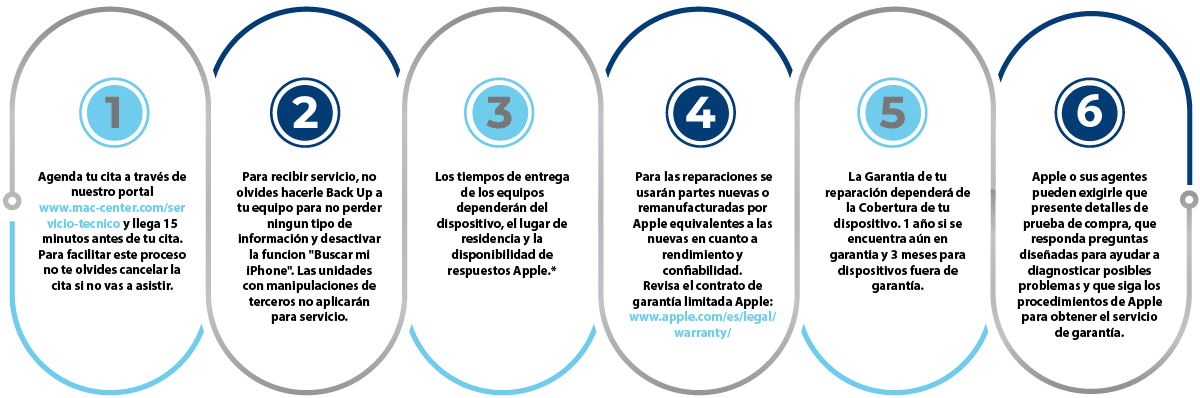 1
Agenda tu cita a través de
nuestro portal
www.mac-center.com/ser
vicio-tecnico y llega 15
minutos antes de tu cita.
Para facilitar este proceso
no te olvides cancelar la
cita si no vas a asistir.
2
Para recibir servicio, no
olvides hacerle Back Up a
tu equipo para no perder
ningun tipo de
información y desactivar
la funcion "Buscar mi
iPhone". Las unidades
con manipulaciones de
terceros no aplicarán
para servicio.
3
Los tiempos de entrega
de los equipos
dependerán del
dispositivo, el lugar de
residencia y la
disponibilidad de
respuestos Apple.*
4
Para las reparaciones se
usarán partes nuevas o
remanufacturadas por
Apple equivalentes a las
nuevas en cuanto a
rendimiento y
confiabilidad.
Revisa el contrato de
garantía limitada Apple:
www.apple.com/es/legal/
warranty/
5
La Garantia de tu
reparación dependerá de
la Cobertura de tu
dispositivo. 1 año si se
encuentra aún en
garantia y 3 meses para
dispositivos fuera de
garantía.
6
Apple o sus agentes
pueden exigirle que
presente detalles de
prueba de compra, que
responda preguntas
diseñadas para ayudar a
diagnosticar posibles
problemas y que siga los
procedimientos de Apple
para obtener el servicio
de garantía.